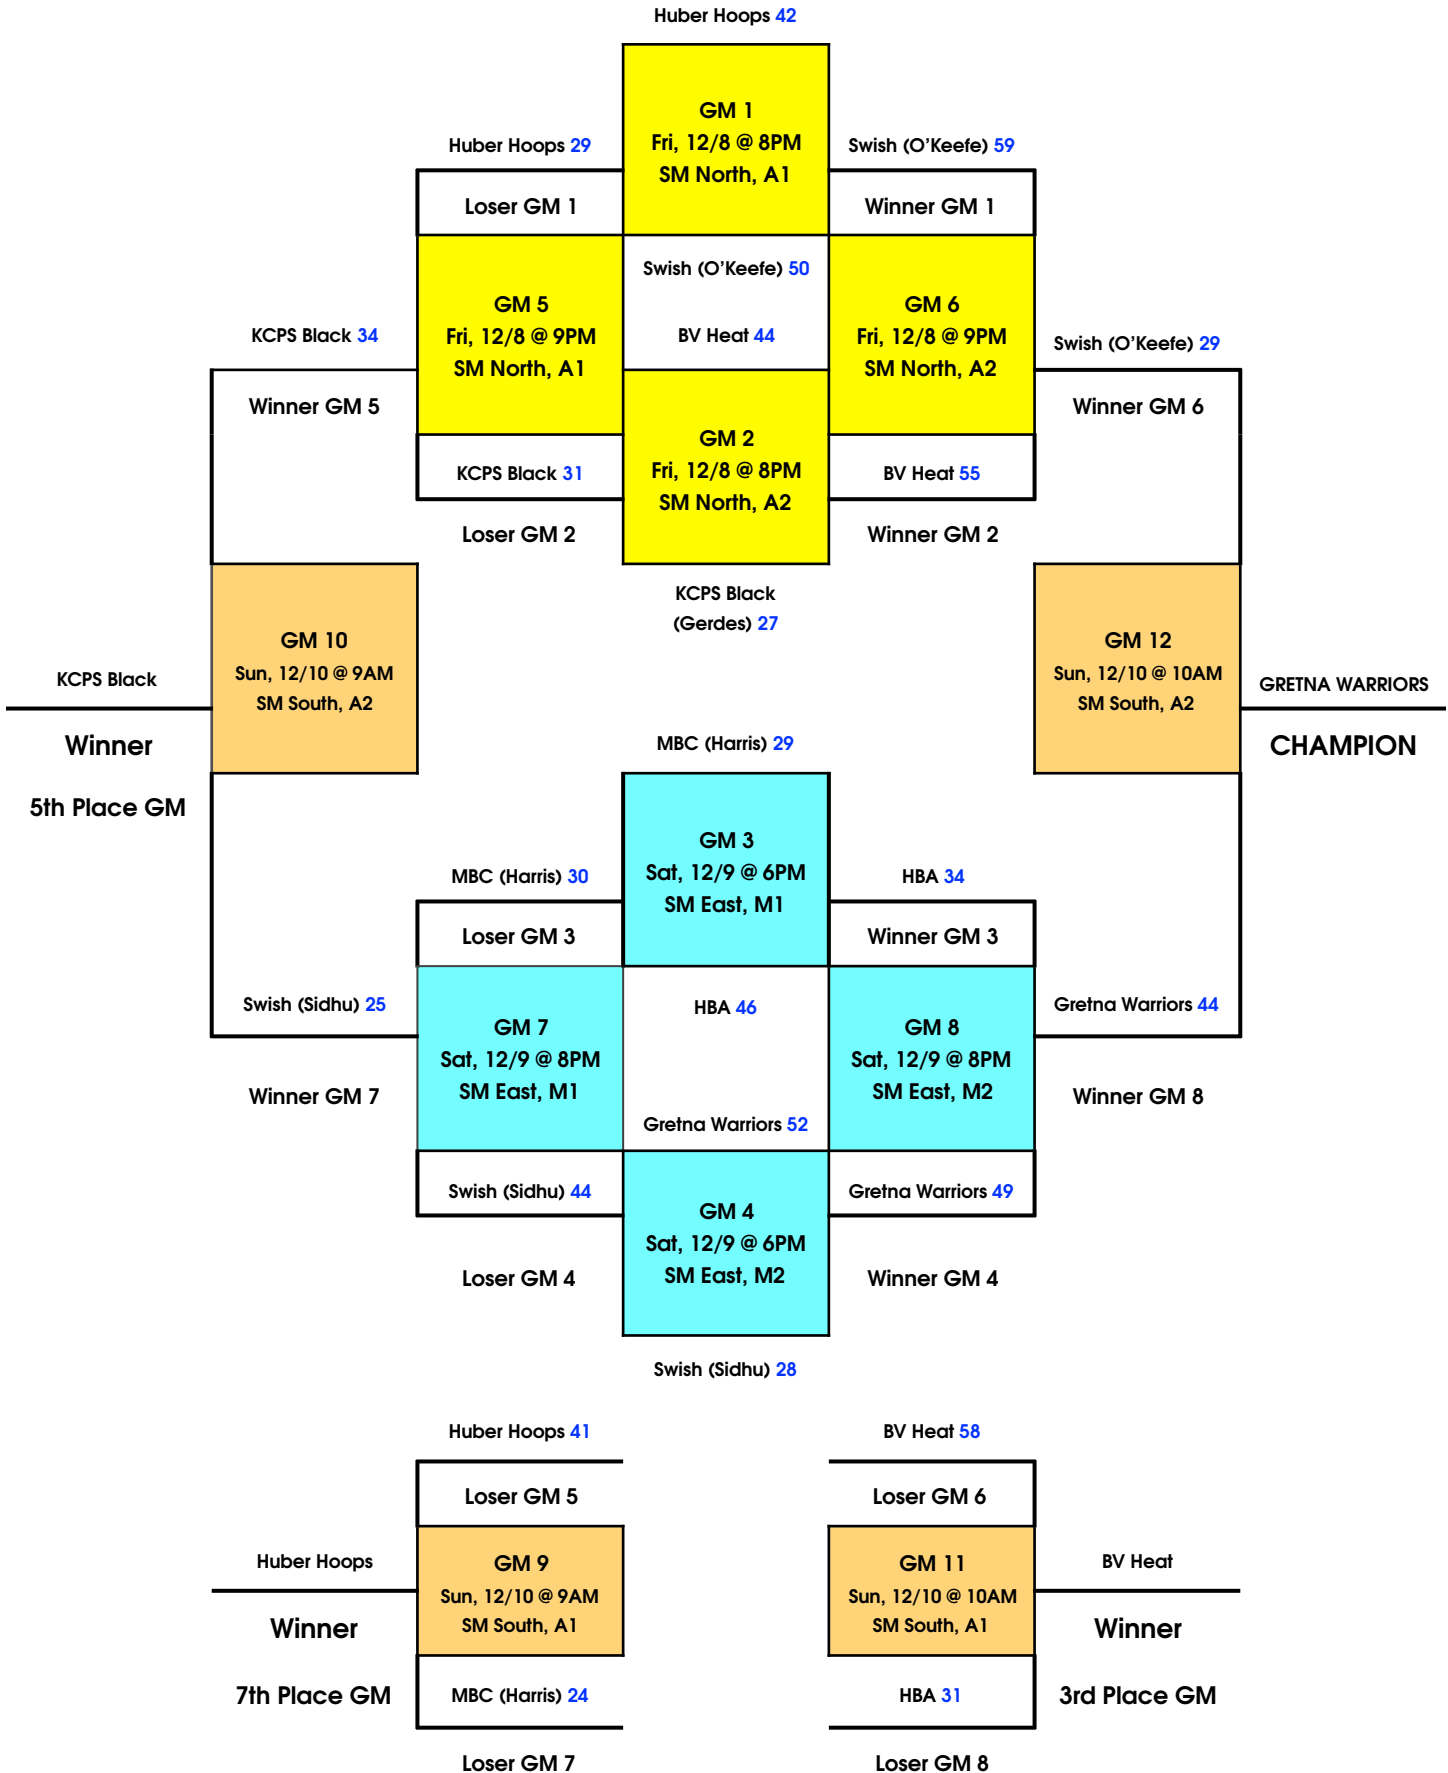 Huber Hoops 42
GM 1
Fri, 12/8 @ 8PM
SM North, A1
Huber Hoops 29
Swish (O'Keefe) 59
Loser GM 1
Winner GM 1
Swish (O'Keefe) 50
GM 5
Fri, 12/8 @ 9PM
SM North, A1
GM 6
Fri, 12/8 @ 9PM
SM North, A2
KCPS Black 34
BV Heat 44
Swish (O'Keefe) 29
Winner GM 5
Winner GM 6
GM 2
Fri, 12/8 @ 8PM
SM North, A2
KCPS Black 31
BV Heat 55
Loser GM 2
Winner GM 2
KCPS Black
(Gerdes) 27
GM 10
Sun, 12/10 @ 9AM
SM South, A2
GM 12
Sun, 12/10 @ 10AM
SM South, A2
KCPS Black
GRETNA WARRIORS
Winner
CHAMPION
5th Place GM
MBC (Harris) 29
GM 3
Sat, 12/9 @ 6PM
SM East, M1
MBC (Harris) 30
HBA 34
Loser GM 3
Winner GM 3
Swish (Sidhu) 25
HBA 46
Gretna Warriors 44
GM 7
Sat, 12/9 @ 8PM
SM East, M1
GM 8
Sat, 12/9 @ 8PM
SM East, M2
Winner GM 7
Winner GM 8
Gretna Warriors 52
Swish (Sidhu) 44
Gretna Warriors 49
GM 4
Sat, 12/9 @ 6PM
SM East, M2
Loser GM 4
Winner GM 4
Swish (Sidhu) 28
Huber Hoops 41
BV Heat 58
Loser GM 5
Loser GM 6
Huber Hoops
GM 9
Sun, 12/10 @ 9AM
SM South, A1
GM 11
Sun, 12/10 @ 10AM
SM South, A1
BV Heat
Winner
Winner
7th Place GM
MBC (Harris) 24
HBA 31
3rd Place GM
Loser GM 7
Loser GM 8